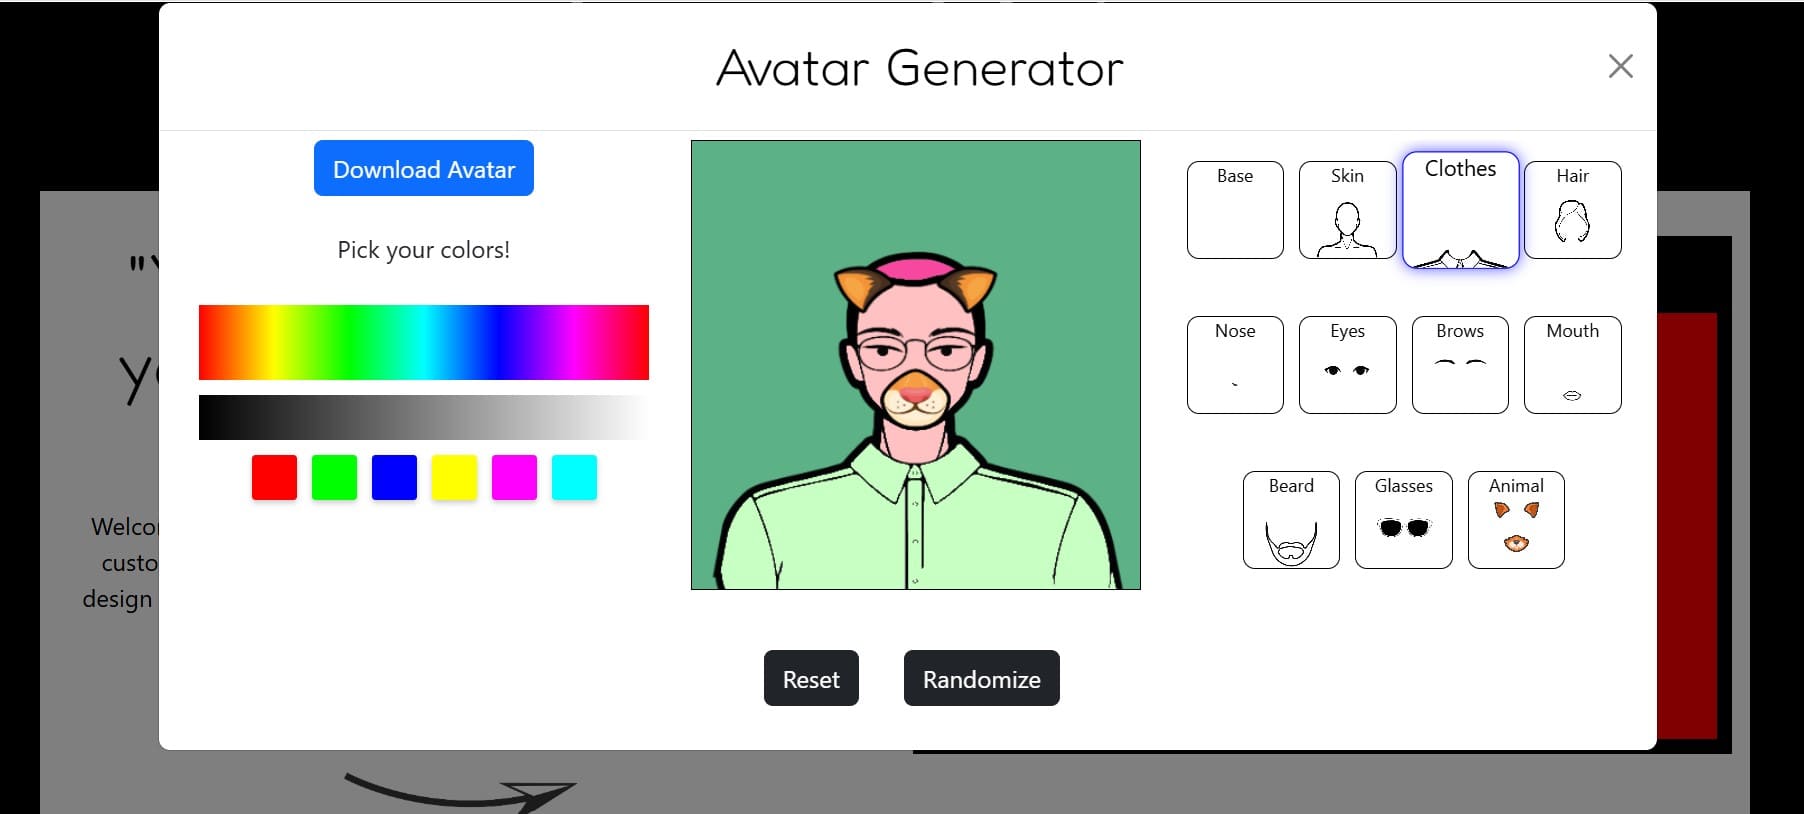 Avatar Generator
Download Avatar
Pick your colors!
Base
Skin
Clothes
Hair
Nose
Eyes
Brows
Mouth
Beard
Glasses
Animal
Reset
Randomize
custo
design